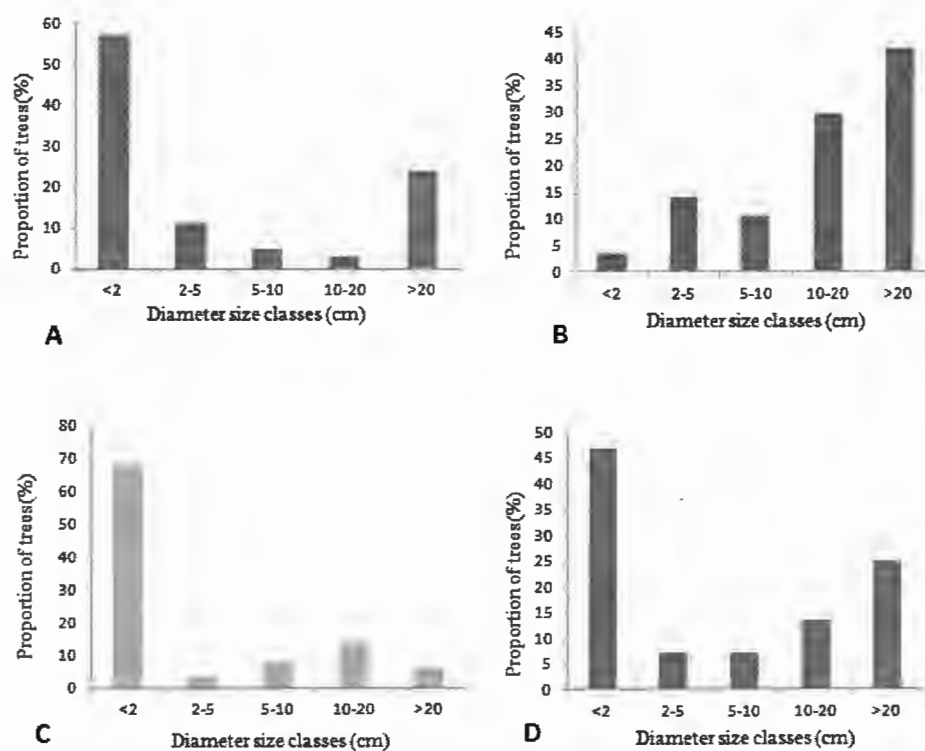 60
50
40
30
20
10
0
Proportion of trees(%)
<2 2-5 5-10 10-20 >20
Diameter size classes (cm)
A
45
40
35
30
25
20
15
10
5
0
Proportion of trees(%)
<2 2-5 5-10 10-20 >20
Diameter size classes (cm)
B
80
70
60
50
40
30
20
10
0
Proportion of trees(%)
<2 2-5 5-10 10-20 >20
Diameter size classes (cm)
C
50
45
40
35
30
25
20
15
10
5
0
Proportion of trees(%)
<2 2-5 5-10 10-20 >20
Diameter size classes (cm)
D